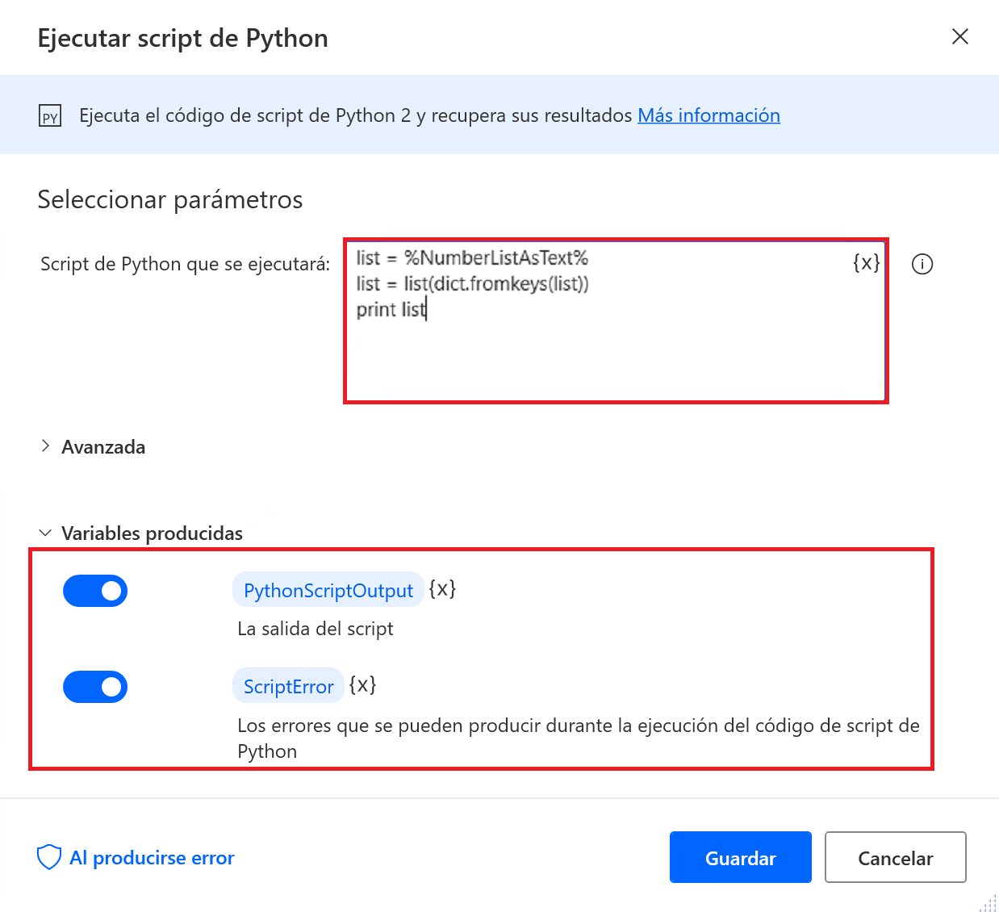 Ejecutar script de Python
PY
Ejecuta el código de script de Python 2 y recupera sus resultados Más información
Seleccionar parámetros
Script de Python que se ejecutará:
list = %NumberListAsText%
list = list(dict.fromkeys(list))
print list
{x}
Avanzada
Variables producidas
PythonScriptOutput {x}
La salida del script
ScriptError {x}
Los errores que se pueden producir durante la ejecución del código de script de
Python
Al producirse error
Guardar
Cancelar